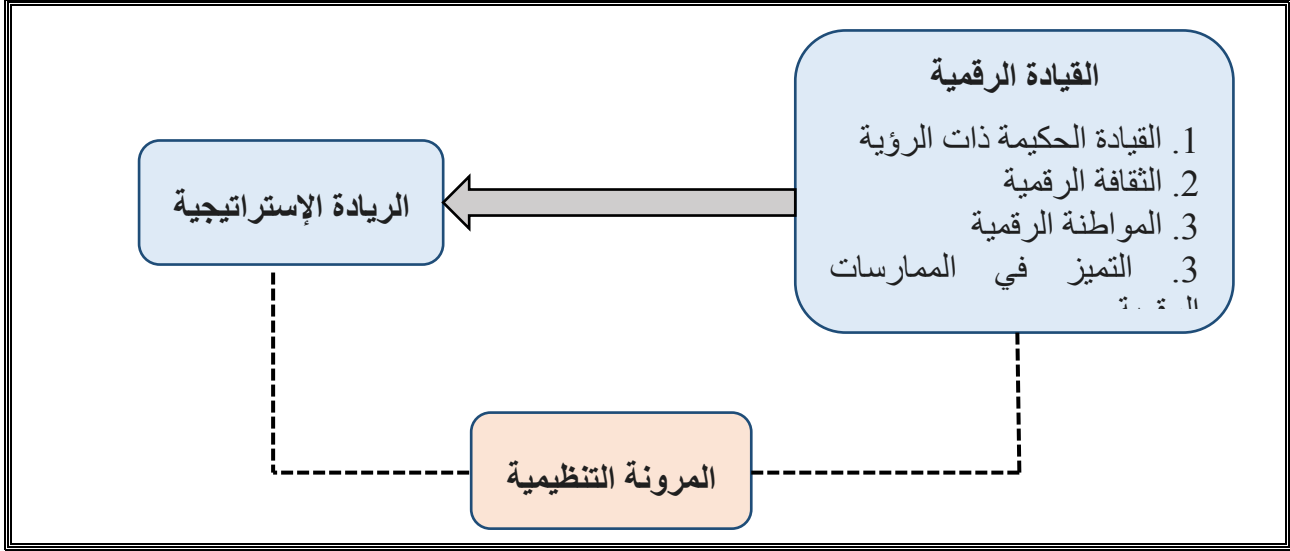 القيادة الرقمية
1. القيادة الحكيمة ذات الرؤية
2. الثقافة الرقمية
3. المواطنة الرقمية
3. التميز في الممارسات
الريادة الإستراتيجية
المرونة التنظيمية